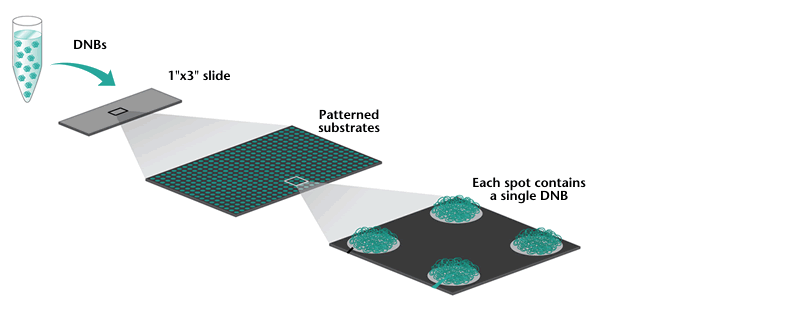 DNBs
1"x3" slide
Patterned
substrates
Each spot contains
a single DNB